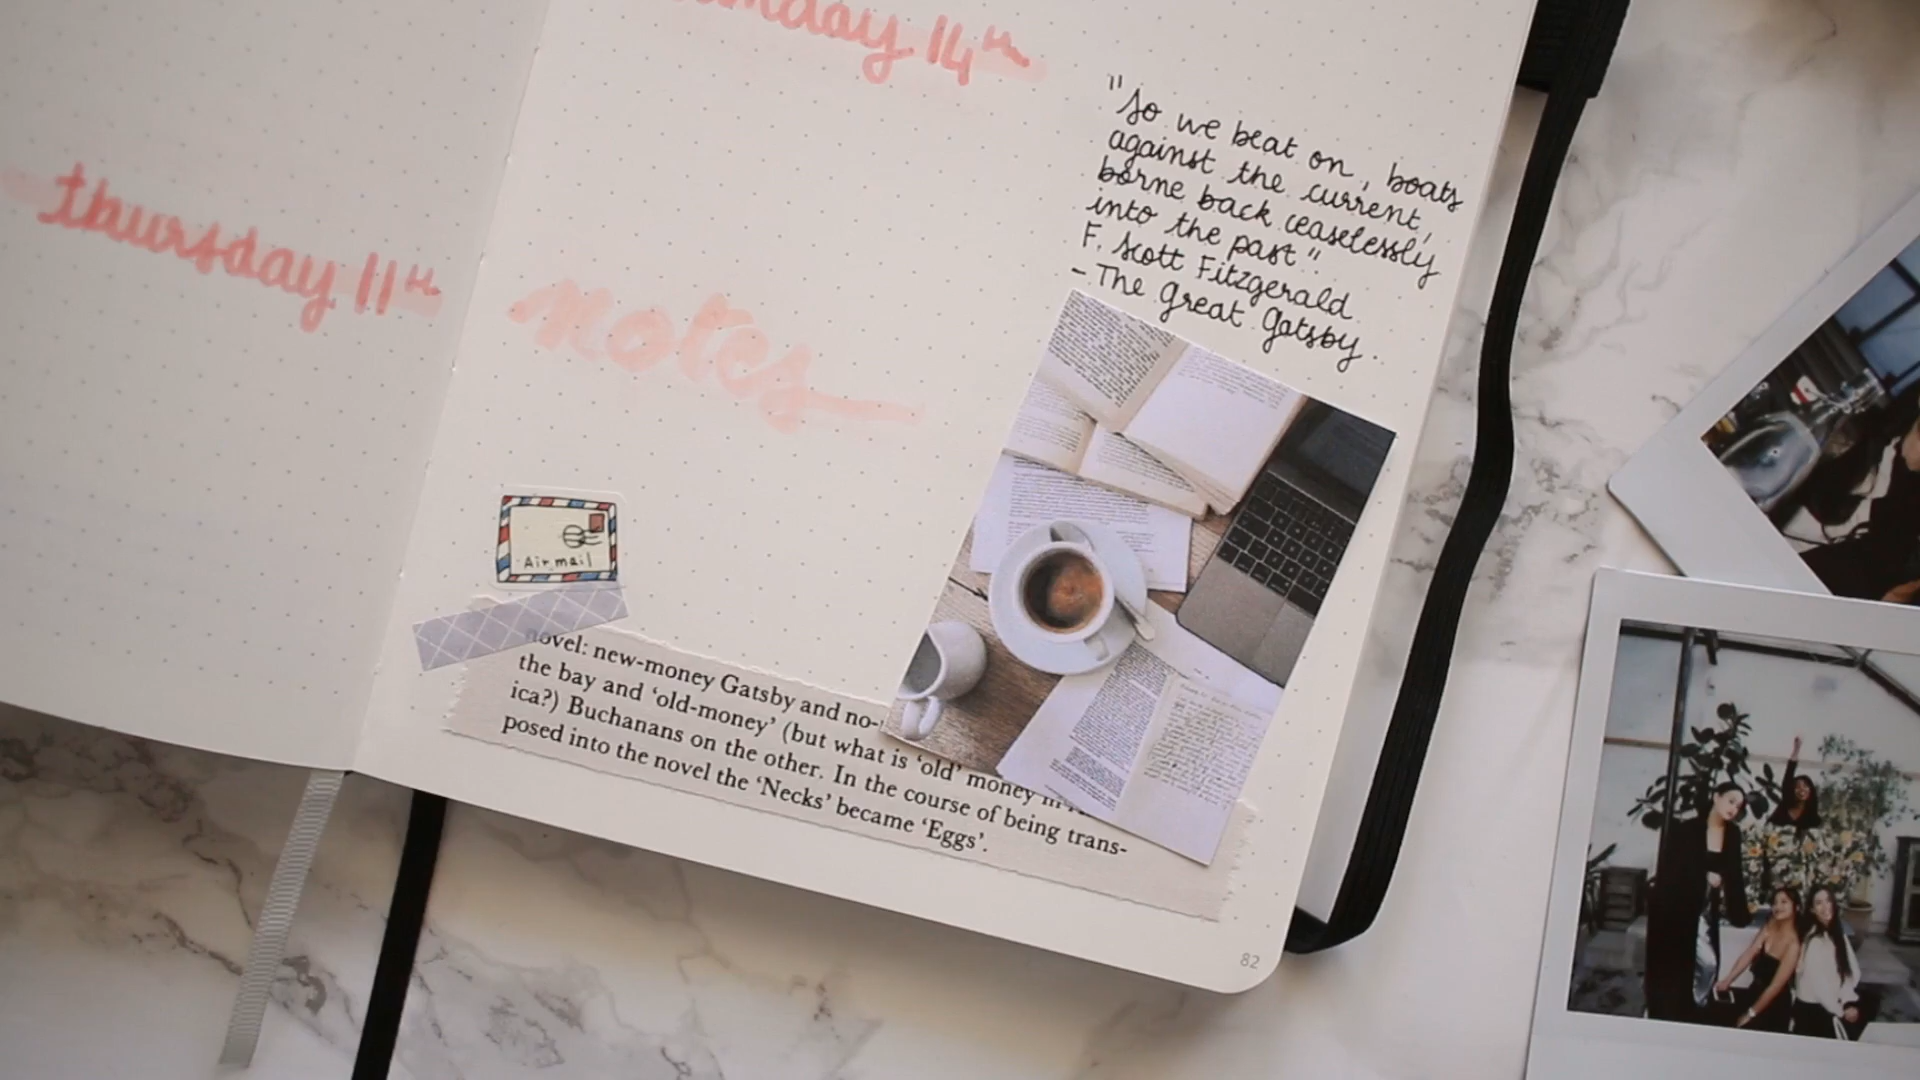 thursday 11th
14th
"So we beat on, boats
against the current,
borne back ceaselessly
into the past".
F. Scott Fitzgerald
- The Great Gatsby.
notes
Air mail
novel: new-money Gatsby and no-
the bay and ‘old-money’ (but what is ‘old’ money in
ica?) Buchanans on the other. In the course of being trans-
posed into the novel the ‘Necks’ became ‘Eggs’.
82